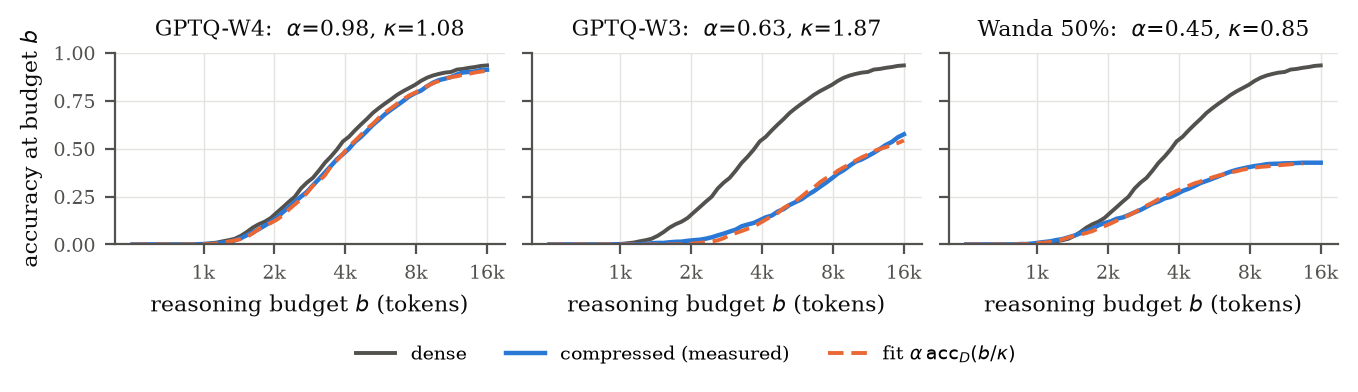 GPTQ-W4: α=0.98, κ=1.08
GPTQ-W3: α=0.63, κ=1.87
Wanda 50%: α=0.45, κ=0.85
accuracy at budget b
1.00
0.75
0.50
0.25
0.00
1k 2k 4k 8k 16k
1k 2k 4k 8k 16k
1k 2k 4k 8k 16k
reasoning budget b (tokens)
reasoning budget b (tokens)
reasoning budget b (tokens)
dense
compressed (measured)
fit α acc_D(b/κ)